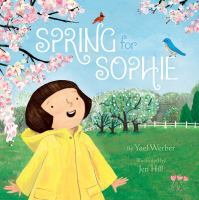 SPRING for
SOPHIE
By Yael Werber
Illustrated by
Jen Hill